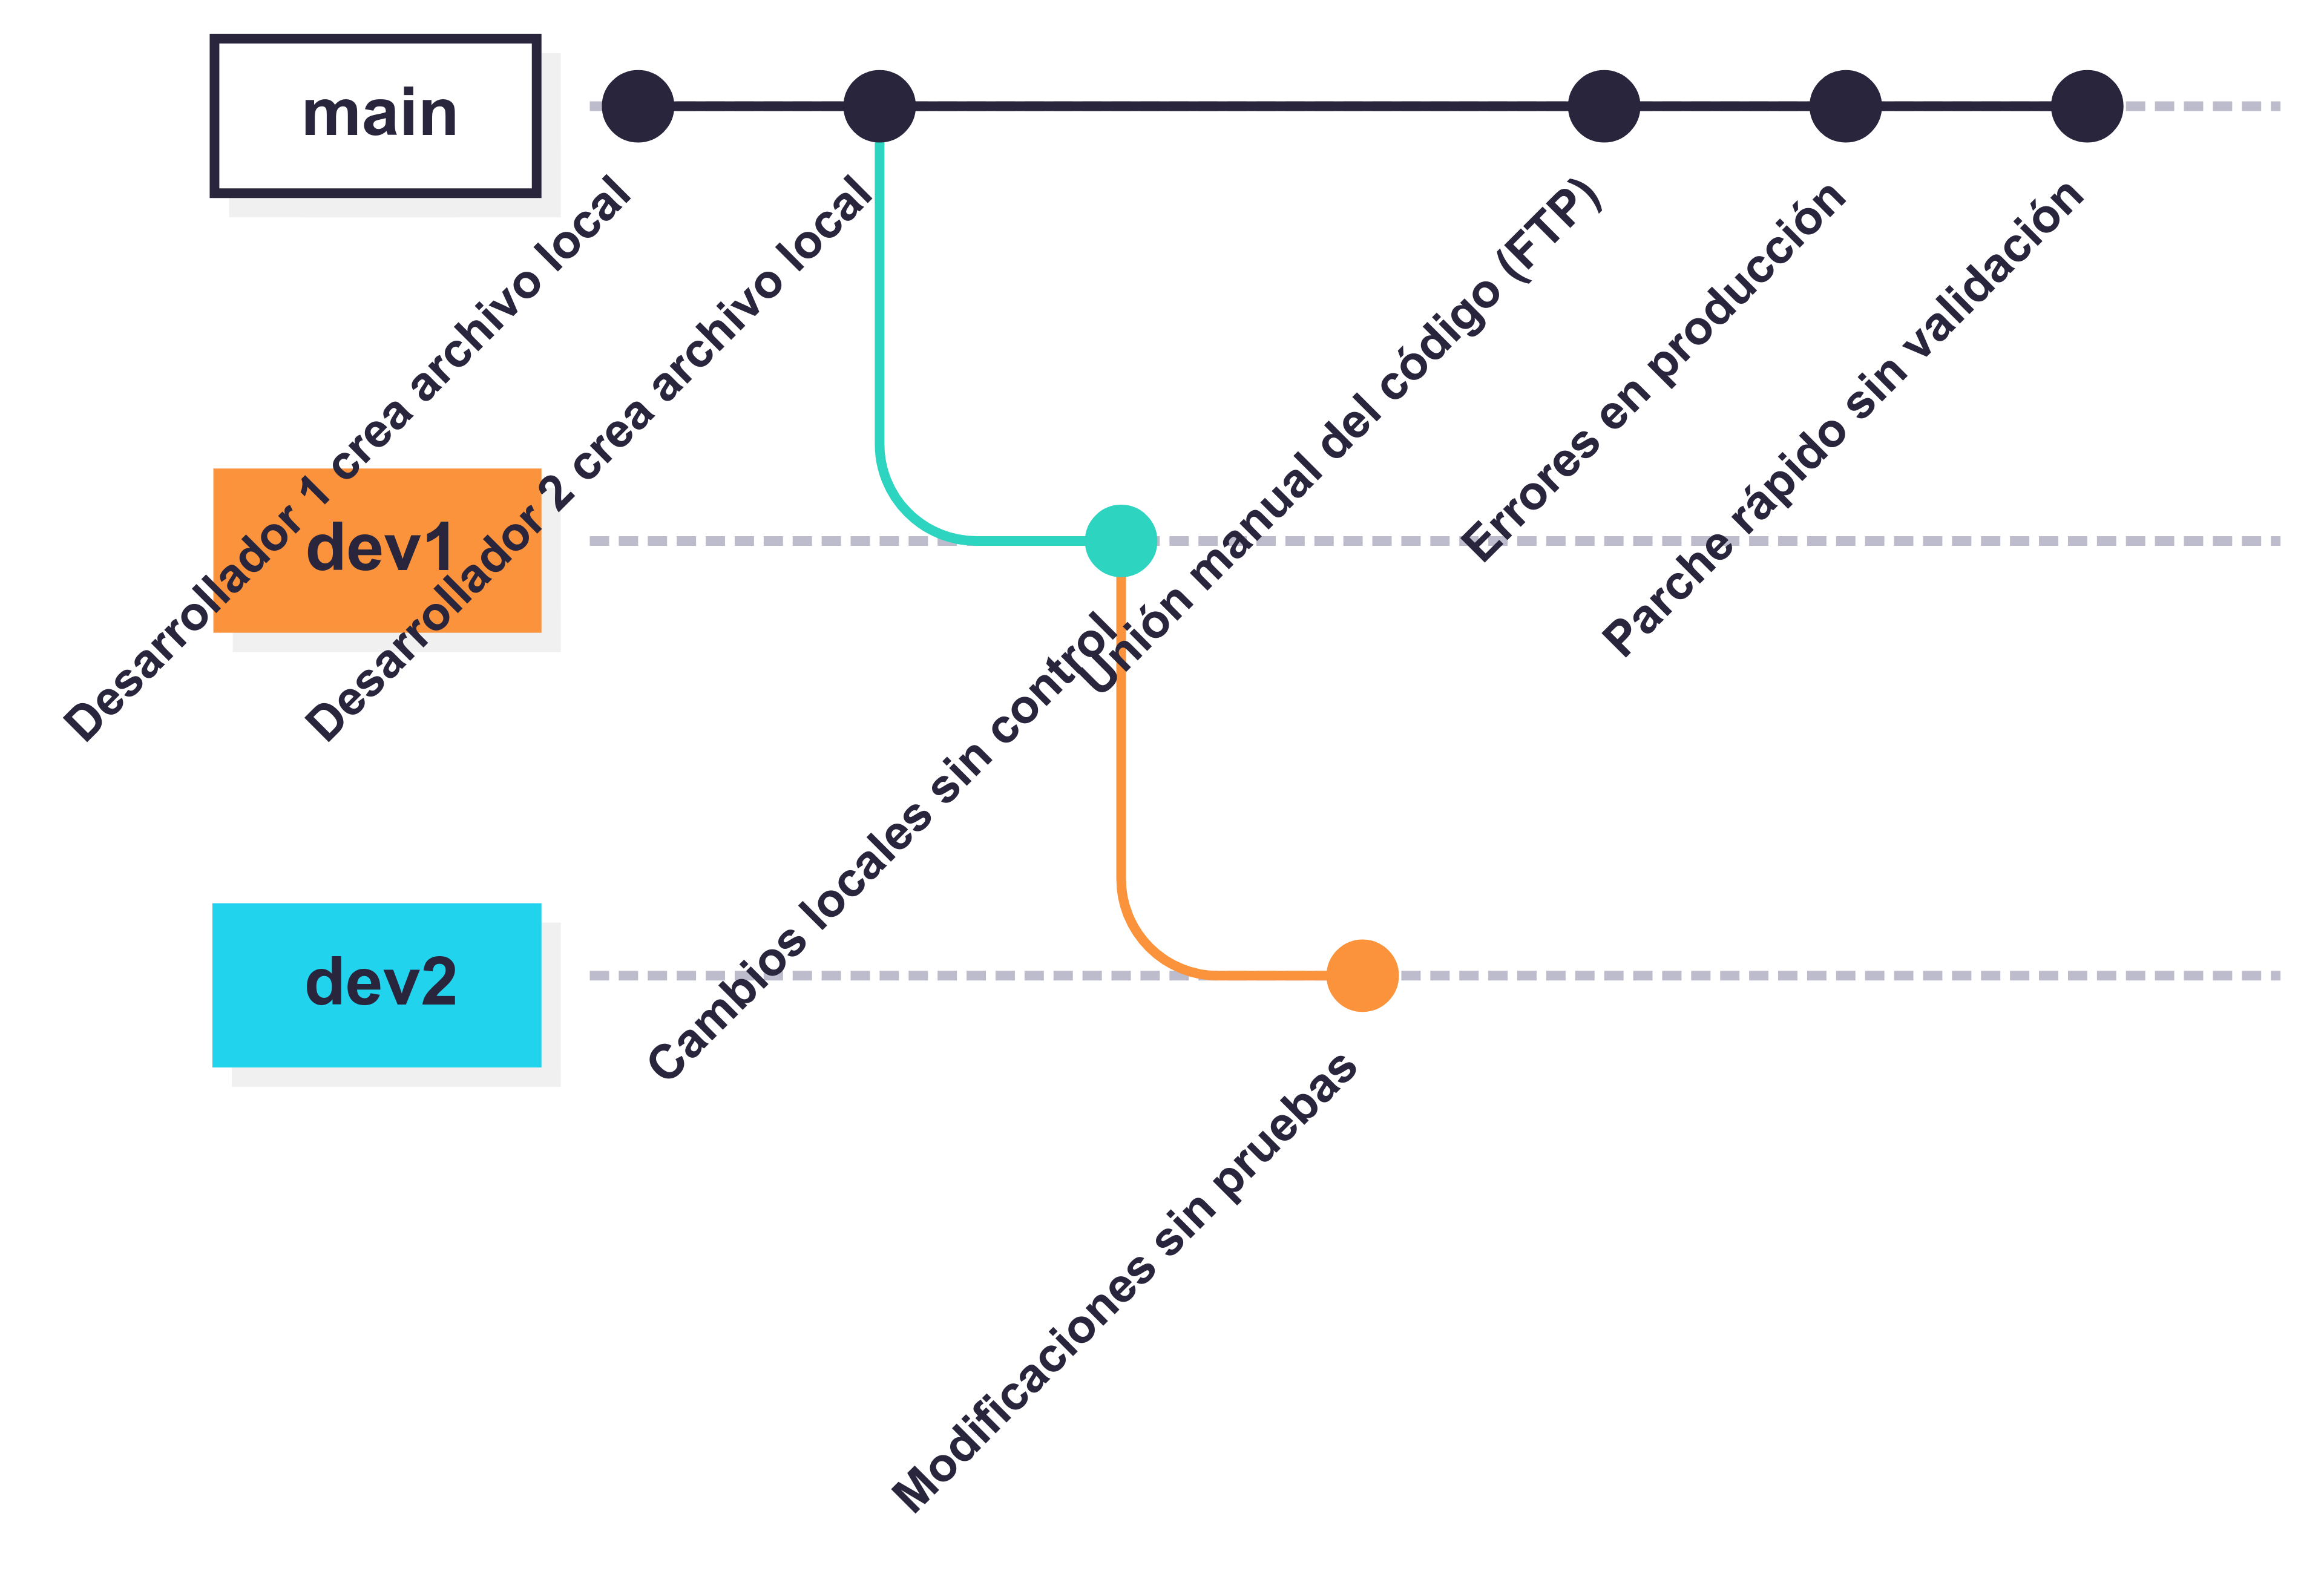 main
Desarrollador 1 crea archivo local
Desarrollador 2 crea archivo local
Unión manual del código (FTP)
Errores en producción
Parche rápido sin validación
dev1
Cambios locales sin control
dev2
Modificaciones sin pruebas